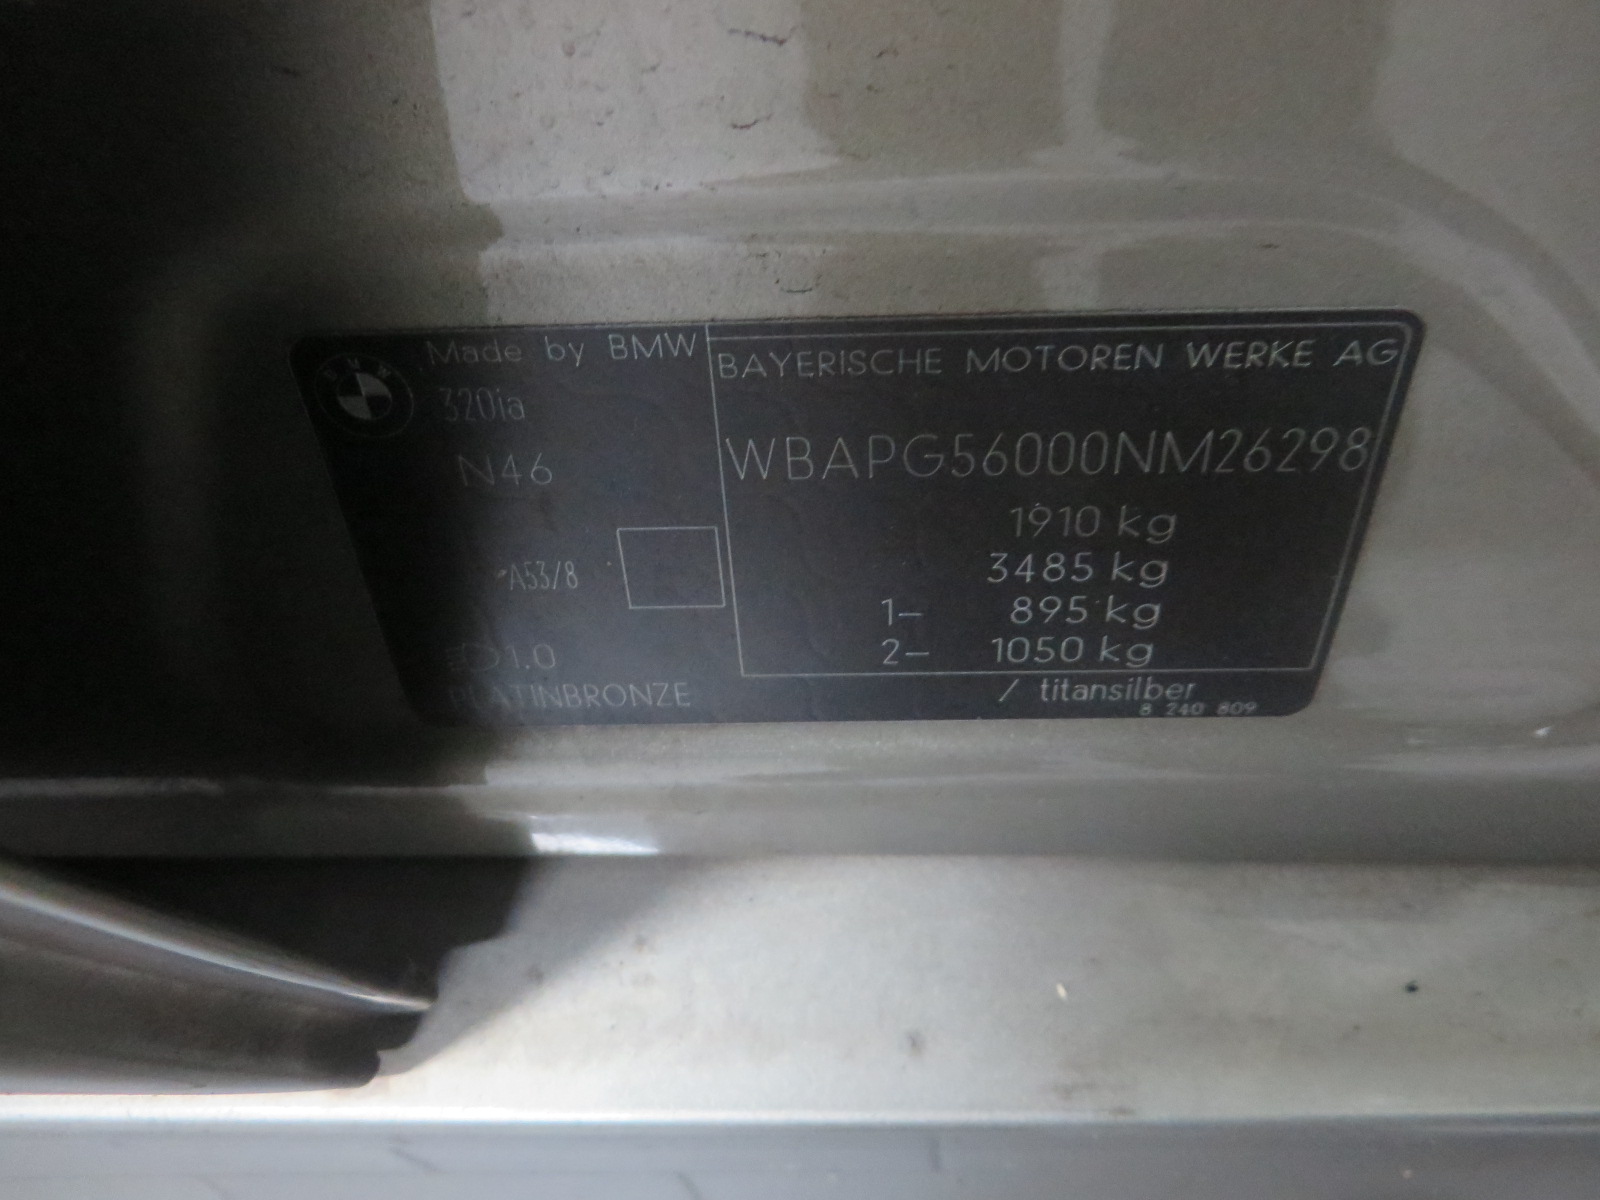 BMW
Made by BMW
320ia
N46
A53/8
1.0
PLATINBRONZE
BAYERISCHE MOTOREN WERKE AG
WBAPG56000NM26298
1910 kg
3485 kg
1– 895 kg
2– 1050 kg
/ titansilber
8 240 809